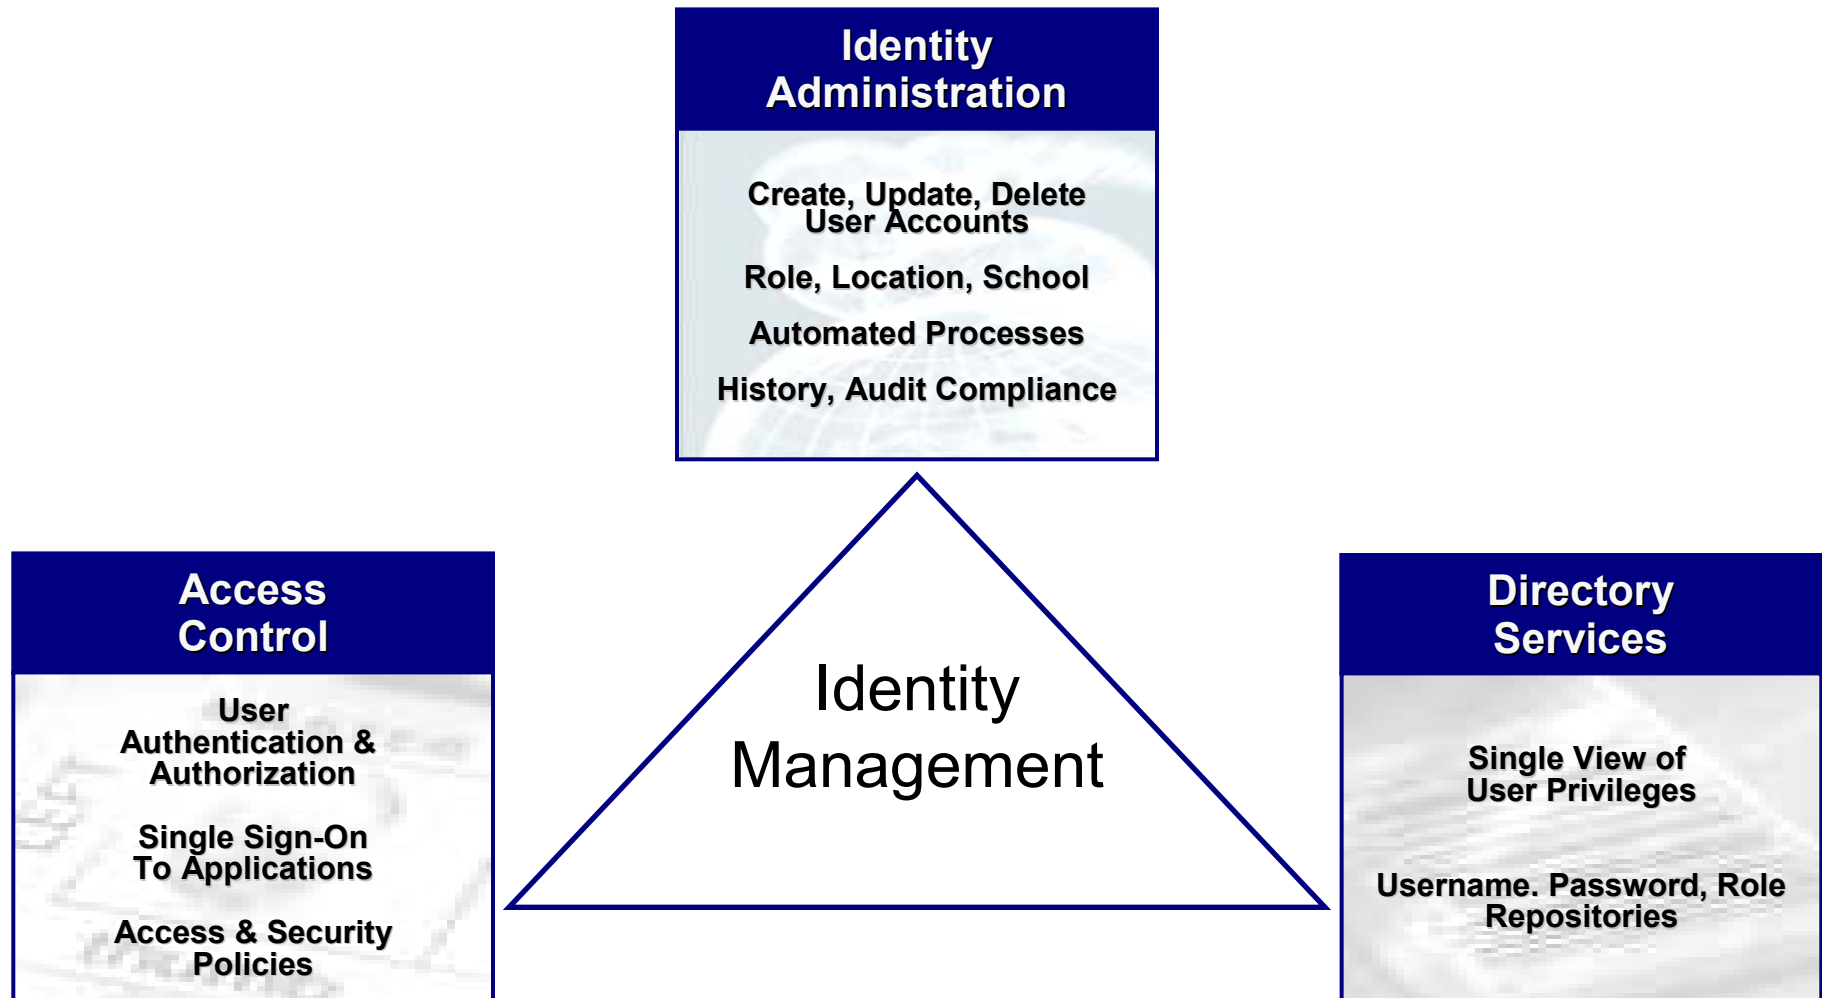 Identity
Administration
Create, Update, Delete
User Accounts
Role, Location, School
Automated Processes
History, Audit Compliance
Access
Control
User
Authentication &
Authorization
Single Sign-On
To Applications
Access & Security
Policies
Identity
Management
Directory
Services
Single View of
User Privileges
Username. Password, Role
Repositories